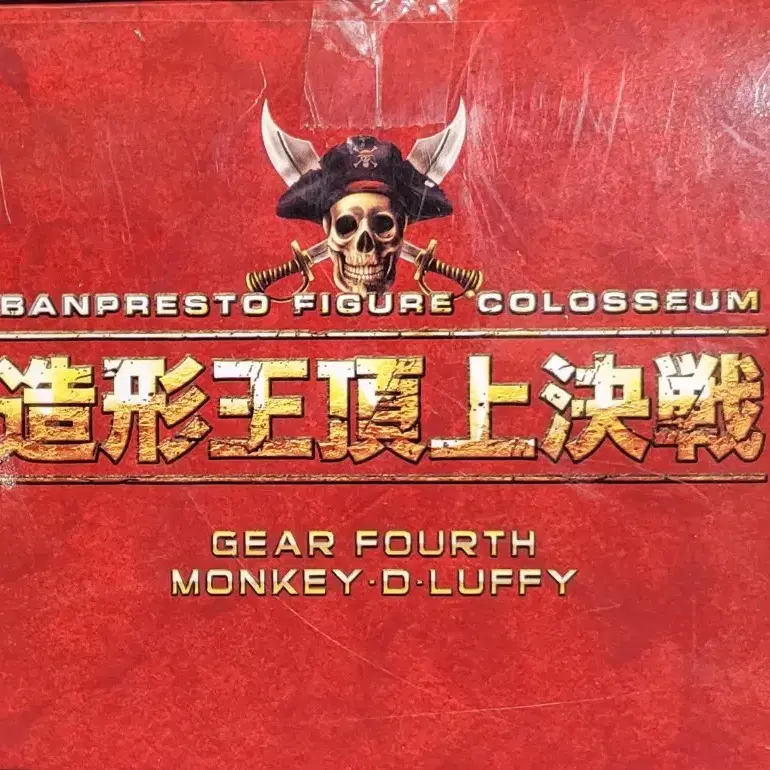 BANPRESTO FIGURE COLOSSEUM
造形王頂上決戦
GEAR FOURTH
MONKEY·D·LUFFY